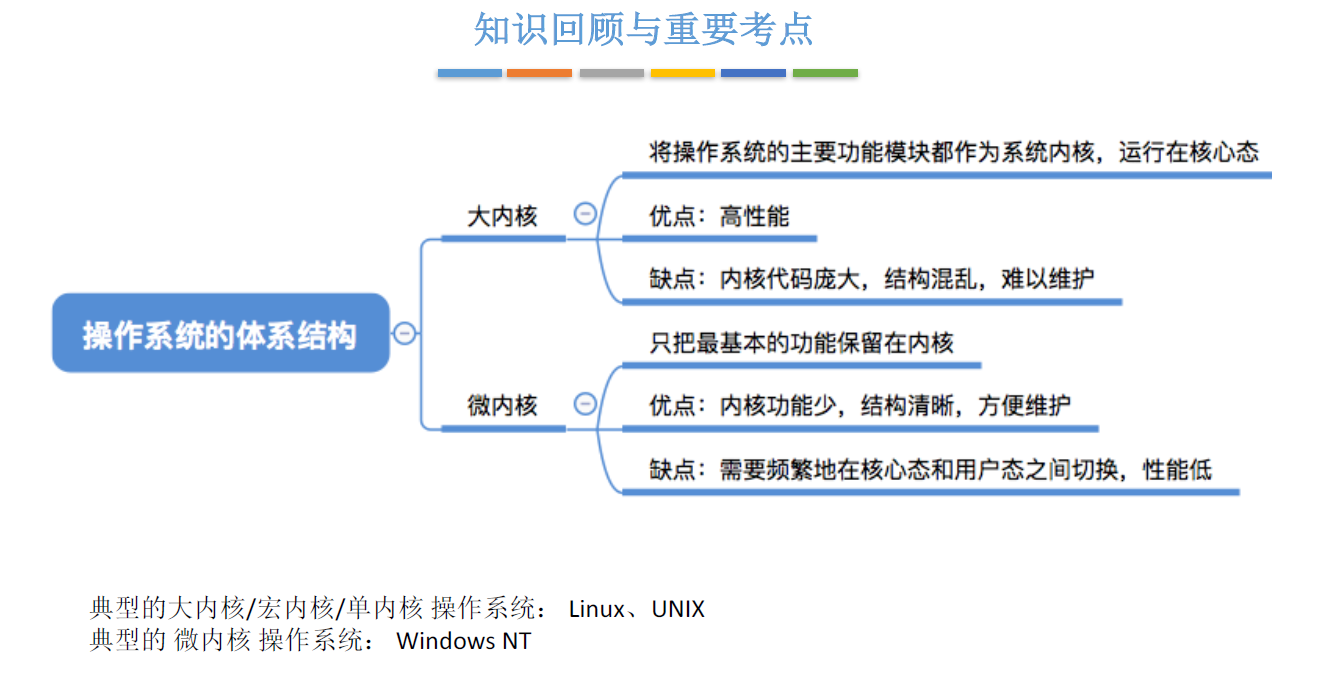 知识回顾与重要考点
将操作系统的主要功能模块都作为系统内核，运行在核心态
大内核
优点：高性能
缺点：内核代码庞大，结构混乱，难以维护
操作系统的体系结构
只把最基本的功能保留在内核
微内核
优点：内核功能少，结构清晰，方便维护
缺点：需要频繁地在核心态和用户态之间切换，性能低
典型的大内核/宏内核/单内核 操作系统： Linux、UNIX
典型的 微内核 操作系统： Windows NT